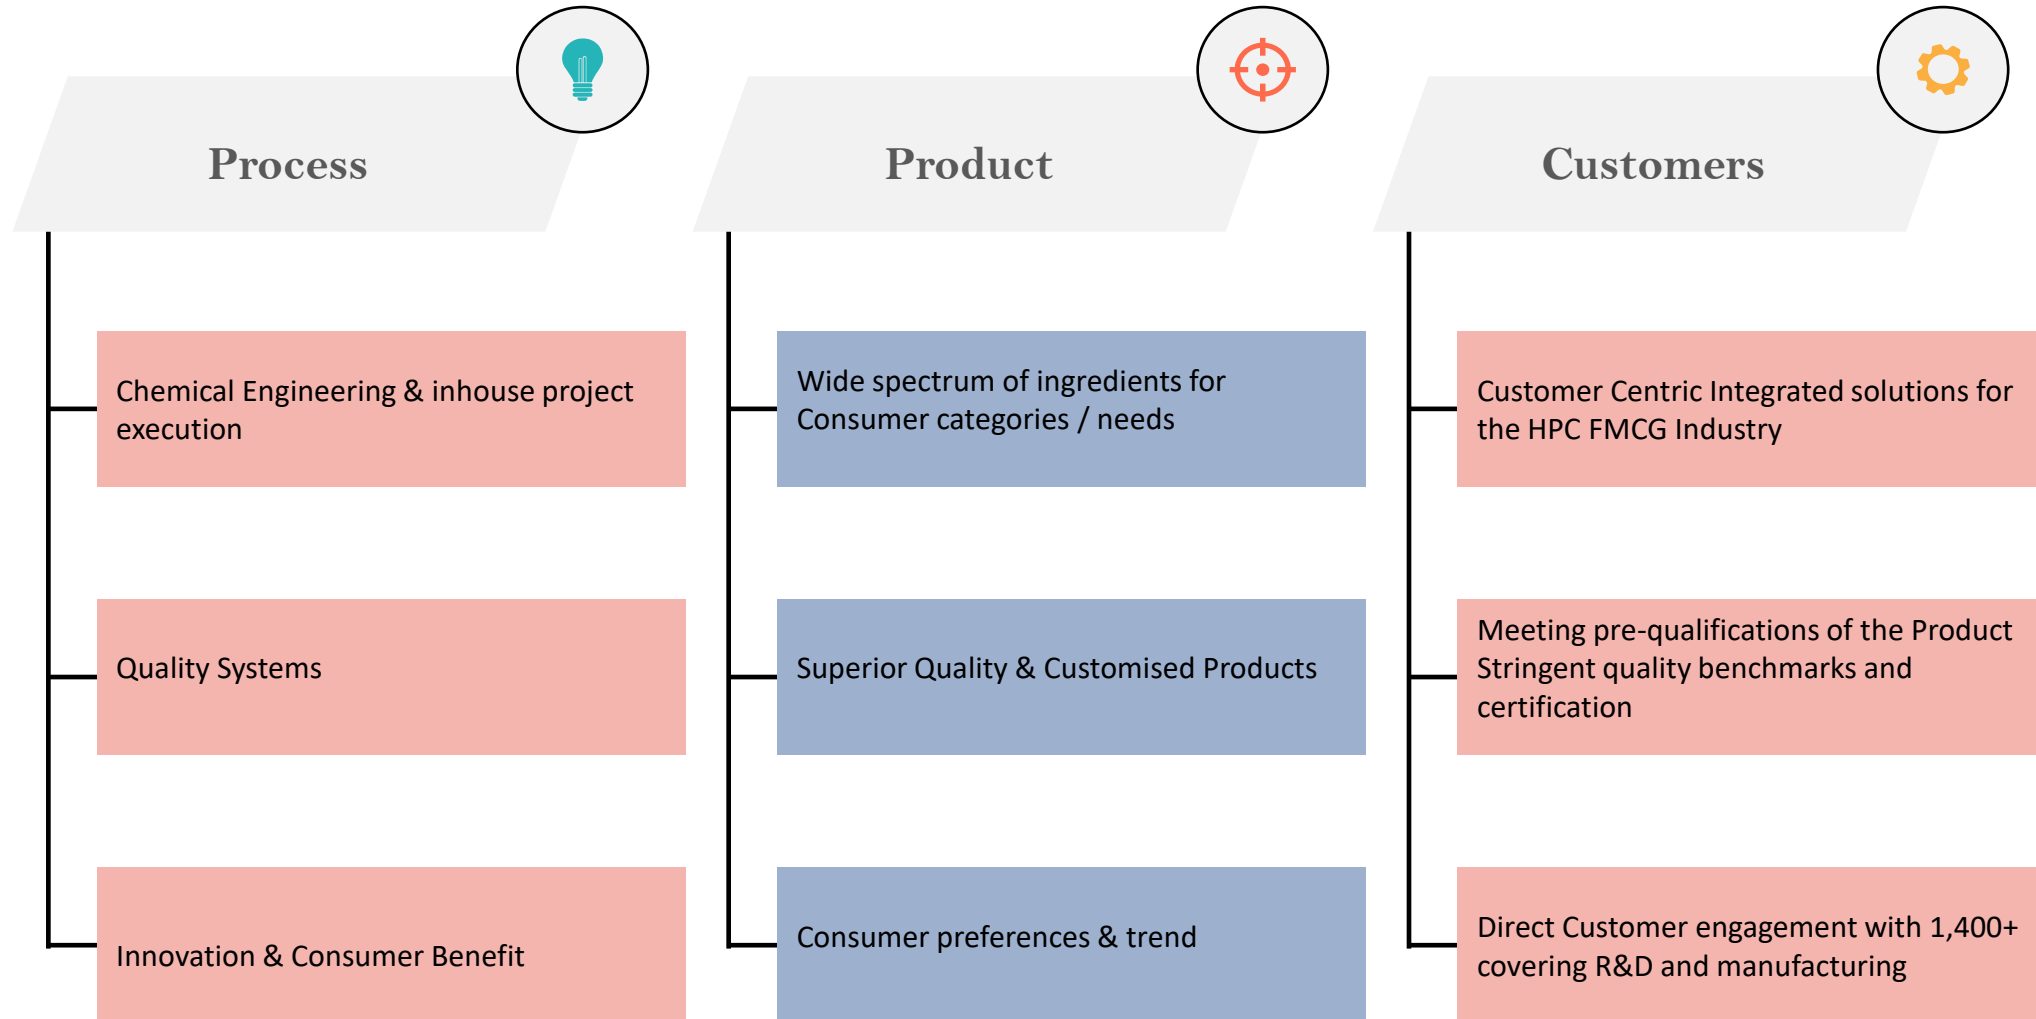 Process
Chemical Engineering & inhouse project
execution
Quality Systems
Innovation & Consumer Benefit
Product
Wide spectrum of ingredients for
Consumer categories / needs
Superior Quality & Customised Products
Consumer preferences & trend
Customers
Customer Centric Integrated solutions for
the HPC FMCG Industry
Meeting pre-qualifications of the Product
Stringent quality benchmarks and
certification
Direct Customer engagement with 1,400+
covering R&D and manufacturing